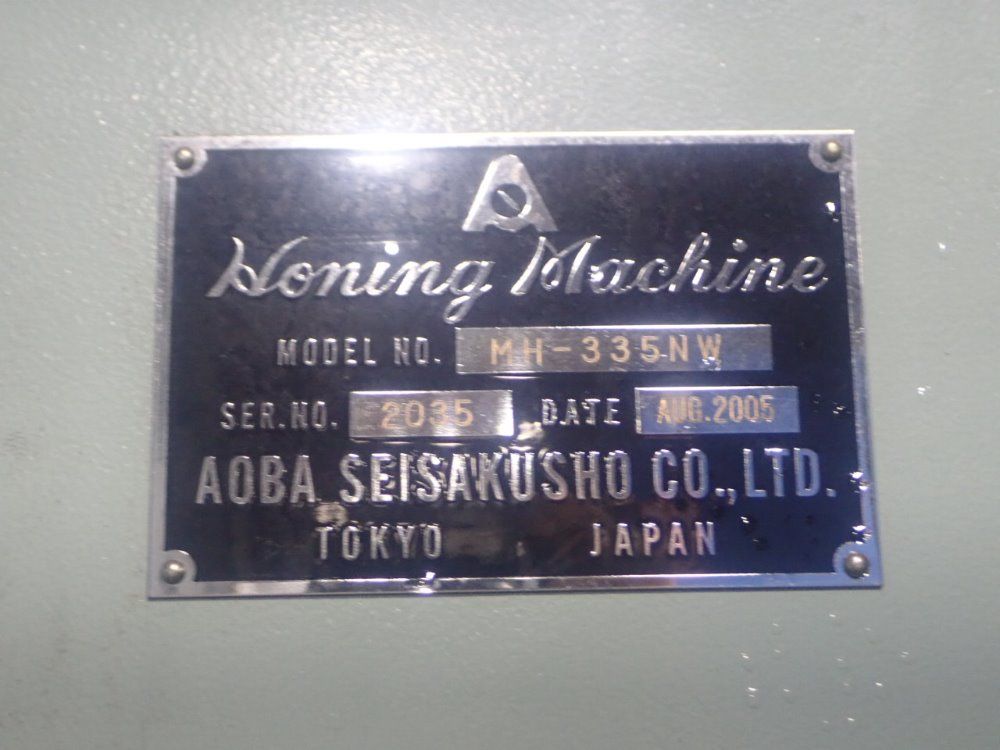 A
Honing Machine
MODEL NO. MH-335NW
SER.NO. 2035 DATE AUG.2005
AOBA SEISAKUSHO CO.,LTD.
TOKYO JAPAN